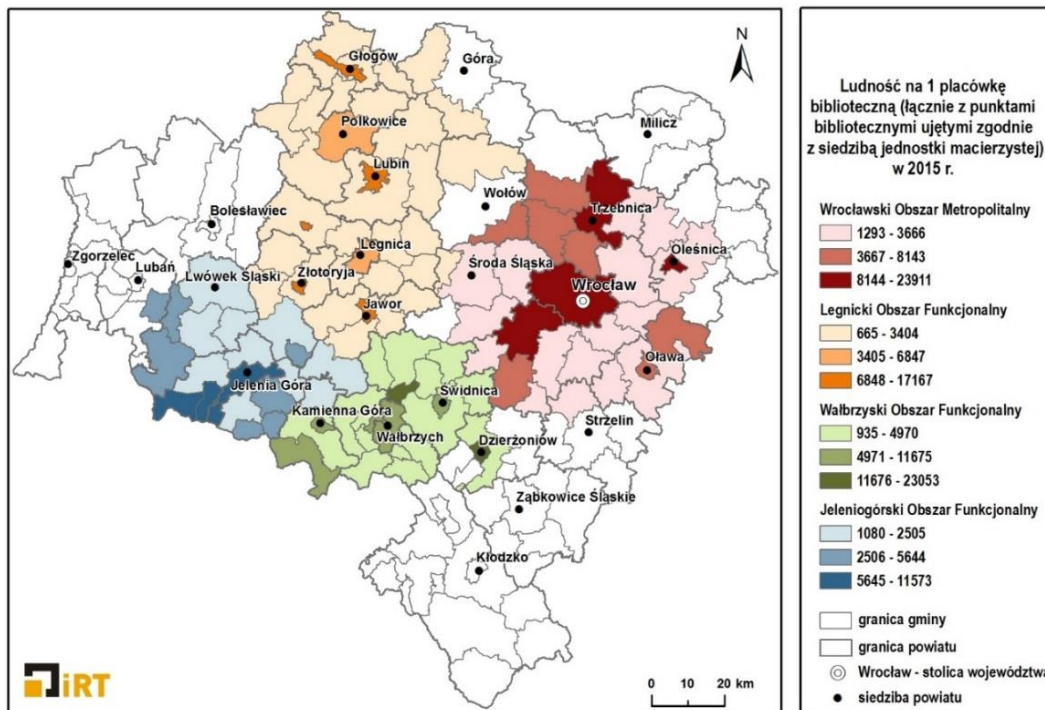 Głogów
Góra
N
Polkowice
Milicz
Lubin
Wołów
Trzebnica
Bolesławiec
Legnica
Oleśnica
Zgorzelec
Lubań
Lwówek Śląski
Złotoryja
Środa Śląska
Wrocław
Jawor
Oława
Jelenia Góra
Świdnica
Kamienna Góra
Wałbrzych
Strzelin
Dzierżoniów
Ząbkowice Śląskie
Kłodzko
iRT
0 10 20 km
Ludność na 1 placówkę
biblioteczną (łącznie z punktami
bibliotecznymi ujętymi zgodnie
z siedzibą jednostki macierzystej)
w 2015 r.
Wrocławski Obszar Metropolitalny
1293 - 3666
3667 - 8143
8144 - 23911
Legnicki Obszar Funkcjonalny
665 - 3404
3405 - 6847
6848 - 17167
Wałbrzyski Obszar Funkcjonalny
935 - 4970
4971 - 11675
11676 - 23053
Jeleniogórski Obszar Funkcjonalny
1080 - 2505
2506 - 5644
5645 - 11573
granica gminy
granica powiatu
Wrocław - stolica województwa
siedziba powiatu